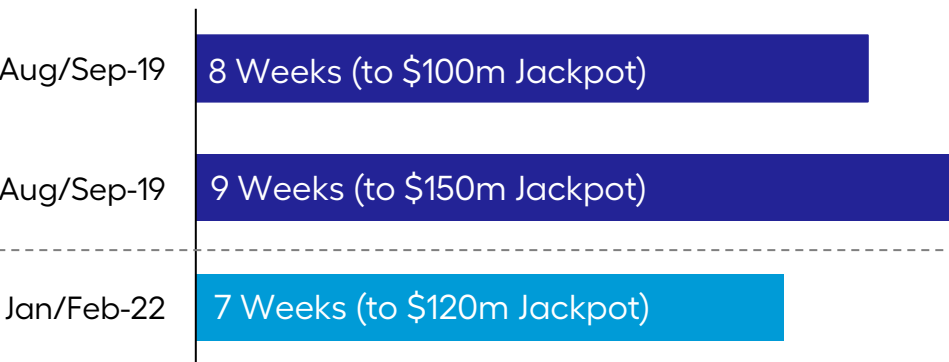 Aug/Sep-19 8 Weeks (to $100m Jackpot)
Aug/Sep-19 9 Weeks (to $150m Jackpot)
Jan/Feb-22 7 Weeks (to $120m Jackpot)